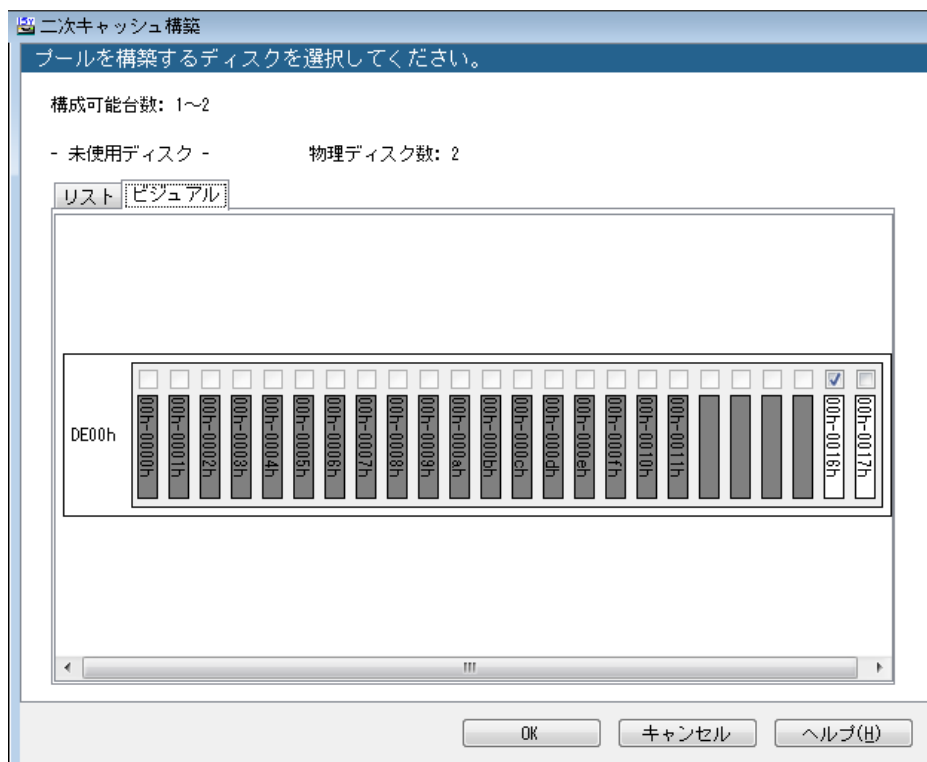 二次キャッシュ構築
プールを構築するディスクを選択してください。
構成可能台数: 1～2
- 未使用ディスク -　物理ディスク数: 2
リスト ビジュアル
DE00h
00h-0000h
00h-0001h
00h-0002h
00h-0003h
00h-0004h
00h-0005h
00h-0006h
00h-0007h
00h-0008h
00h-0009h
00h-000ah
00h-000bh
00h-000ch
00h-000dh
00h-000eh
00h-000fh
00h-0010h
00h-0011h
00h-0016h
00h-0017h
OK キャンセル ヘルプ(H)